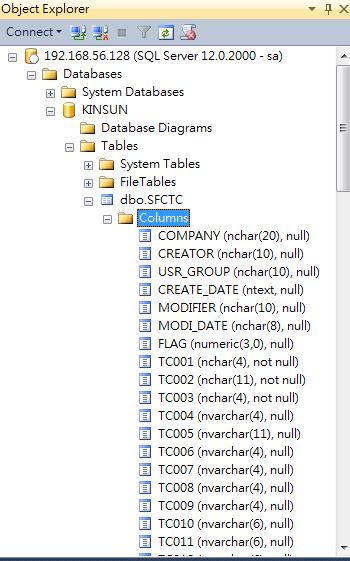 Object Explorer
Connect
192.168.56.128 (SQL Server 12.0.2000 - sa)
Databases
System Databases
KINSUN
Database Diagrams
Tables
System Tables
FileTables
dbo.SFCTC
Columns
COMPANY (nchar(20), null)
CREATOR (nchar(10), null)
USR_GROUP (nchar(10), null)
CREATE_DATE (ntext, null)
MODIFIER (nchar(10), null)
MODI_DATE (nchar(8), null)
FLAG (numeric(3,0), null)
TC001 (nchar(4), not null)
TC002 (nchar(11), not null)
TC003 (nchar(4), not null)
TC004 (nvarchar(4), null)
TC005 (nvarchar(11), null)
TC006 (nvarchar(4), null)
TC007 (nvarchar(4), null)
TC008 (nvarchar(4), null)
TC009 (nvarchar(4), null)
TC010 (nvarchar(6), null)
TC011 (nvarchar(6), null)